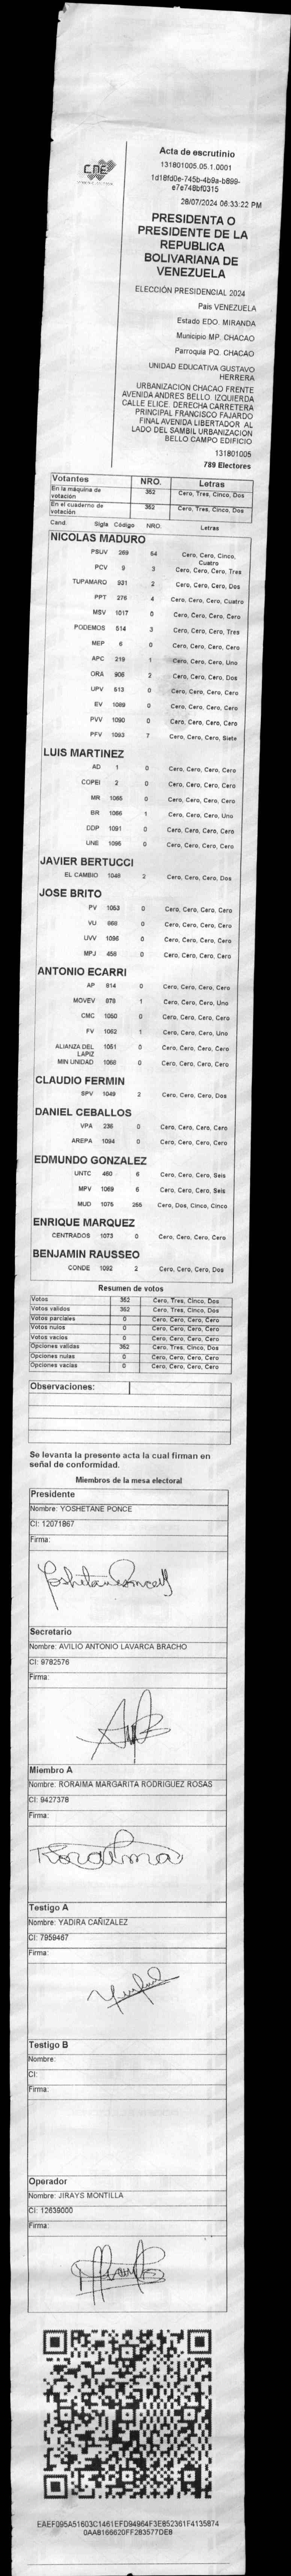 CNE
Acta de escrutinio
131801005.05.1.0001
1d18fd0e-745b-4b9a-b899-
e7e748bf0315
28/07/2024 06:33:22 PM
PRESIDENTA O
PRESIDENTE DE LA
REPUBLICA
BOLIVARIANA DE
VENEZUELA
ELECCIÓN PRESIDENCIAL 2024
País VENEZUELA
Estado EDO. MIRANDA
Municipio MP. CHACAO
Parroquia PQ. CHACAO
UNIDAD EDUCATIVA GUSTAVO
HERRERA
URBANIZACION CHACAO FRENTE
AVENIDA ANDRES BELLO. IZQUIERDA
CALLE ELICE. DERECHA CARRETERA
PRINCIPAL FRANCISCO FAJARDO
FINAL AVENIDA LIBERTADOR AL
LADO DEL SAMBIL URBANIZACION
BELLO CAMPO EDIFICIO
131801005
789 Electores
Votantes NRO. Letras
En la máquina de votación 352 Cero, Tres, Cinco, Dos
En el cuaderno de votación 352 Cero, Tres, Cinco, Dos
Cand. Sigla Código NRO. Letras
NICOLAS MADURO
PSUV 269 54 Cero, Cero, Cinco, Cuatro
PCV 9 3 Cero, Cero, Cero, Tres
TUPAMARO 931 2 Cero, Cero, Cero, Dos
PPT 276 4 Cero, Cero, Cero, Cuatro
MSV 1017 0 Cero, Cero, Cero, Cero
PODEMOS 514 3 Cero, Cero, Cero, Tres
MEP 6 0 Cero, Cero, Cero, Cero
APC 219 1 Cero, Cero, Cero, Uno
ORA 906 2 Cero, Cero, Cero, Dos
UPV 513 0 Cero, Cero, Cero, Cero
EV 1089 0 Cero, Cero, Cero, Cero
PVV 1090 0 Cero, Cero, Cero, Cero
PFV 1093 7 Cero, Cero, Cero, Siete
LUIS MARTINEZ
AD 1 0 Cero, Cero, Cero, Cero
COPEI 2 0 Cero, Cero, Cero, Cero
MR 1065 0 Cero, Cero, Cero, Cero
BR 1066 1 Cero, Cero, Cero, Uno
DDP 1091 0 Cero, Cero, Cero, Cero
UNE 1096 0 Cero, Cero, Cero, Cero
JAVIER BERTUCCI
EL CAMBIO 1048 2 Cero, Cero, Cero, Dos
JOSE BRITO
PV 1053 0 Cero, Cero, Cero, Cero
VU 868 0 Cero, Cero, Cero, Cero
UVV 1095 0 Cero, Cero, Cero, Cero
MPJ 458 0 Cero, Cero, Cero, Cero
ANTONIO ECARRI
AP 914 0 Cero, Cero, Cero, Cero
MOVEV 878 1 Cero, Cero, Cero, Uno
CMC 1050 0 Cero, Cero, Cero, Cero
FV 1052 1 Cero, Cero, Cero, Uno
ALIANZA DEL LAPIZ 1051 0 Cero, Cero, Cero, Cero
MIN UNIDAD 1068 0 Cero, Cero, Cero, Cero
CLAUDIO FERMIN
SPV 1049 2 Cero, Cero, Cero, Dos
DANIEL CEBALLOS
VPA 236 0 Cero, Cero, Cero, Cero
AREPA 1094 0 Cero, Cero, Cero, Cero
EDMUNDO GONZALEZ
UNTC 460 6 Cero, Cero, Cero, Seis
MPV 1069 6 Cero, Cero, Cero, Seis
MUD 1075 255 Cero, Dos, Cinco, Cinco
ENRIQUE MARQUEZ
CENTRADOS 1073 0 Cero, Cero, Cero, Cero
BENJAMIN RAUSSEO
CONDE 1092 2 Cero, Cero, Cero, Dos
Resumen de votos
Votos 352 Cero, Tres, Cinco, Dos
Votos validos 352 Cero, Tres, Cinco, Dos
Votos parciales 0 Cero, Cero, Cero, Cero
Votos nulos 0 Cero, Cero, Cero, Cero
Votos vacios 0 Cero, Cero, Cero, Cero
Opciones validas 352 Cero, Tres, Cinco, Dos
Opciones nulas 0 Cero, Cero, Cero, Cero
Opciones vacias 0 Cero, Cero, Cero, Cero
Observaciones:
Se levanta la presente acta la cual firman en
señal de conformidad.
Miembros de la mesa electoral
Presidente
Nombre: YOSHETANE PONCE
CI: 12071867
Firma:
Secretario
Nombre: AVILIO ANTONIO LAVARCA BRACHO
CI: 9782576
Firma:
Miembro A
Nombre: RORAIMA MARGARITA RODRIGUEZ ROSAS
CI: 9427378
Firma:
Roraima
Testigo A
Nombre: YADIRA CAÑIZALEZ
CI: 7959467
Firma:
Testigo B
Nombre:
CI:
Firma:
Operador
Nombre: JIRAYS MONTILLA
CI: 12639000
Firma:
EAEF095A51603C1461EFD94964F3E852361F4135874
0AA8166620FF283577DE8